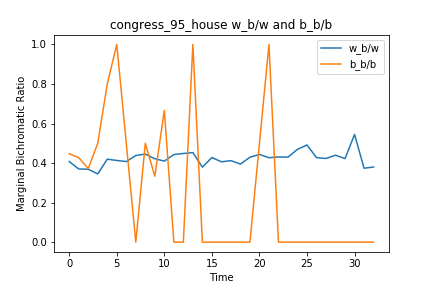 congress_95_house w_b/w and b_b/b
w_b/w
b_b/b
Marginal Bichromatic Ratio
1.0
0.8
0.6
0.4
0.2
0.0
0 5 10 15 20 25 30
Time